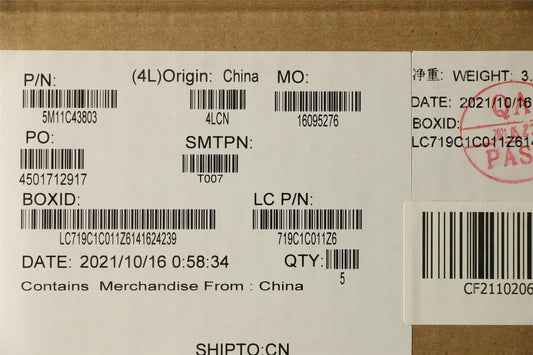 P/N:
(4L)Origin: China
MO:
5M11C43803
4LCN
16095276
PO:
SMTPN:
4501712917
T007
BOXID:
LC P/N:
LC719C1C011Z6141624239
719C1C011Z6
DATE: 2021/10/16 0:58:34
QTY:
5
Contains Merchandise From : China
SHIPTO:CN
净重: WEIGHT: 3.
DATE: 2021/10/16
QA
BOXID:
LC719C1C011Z614
PAS
CF2110206